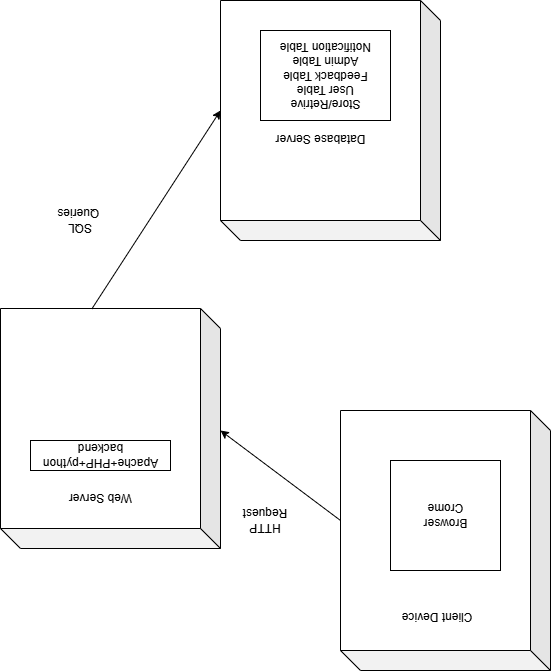 Client Device
Browser
Crome
HTTP
Request
Web Server
Apache+PHP+python
backend
SQL
Queries
Database Server
Store/Retrive
User Table
Feedback Table
Admin Table
Notification Table